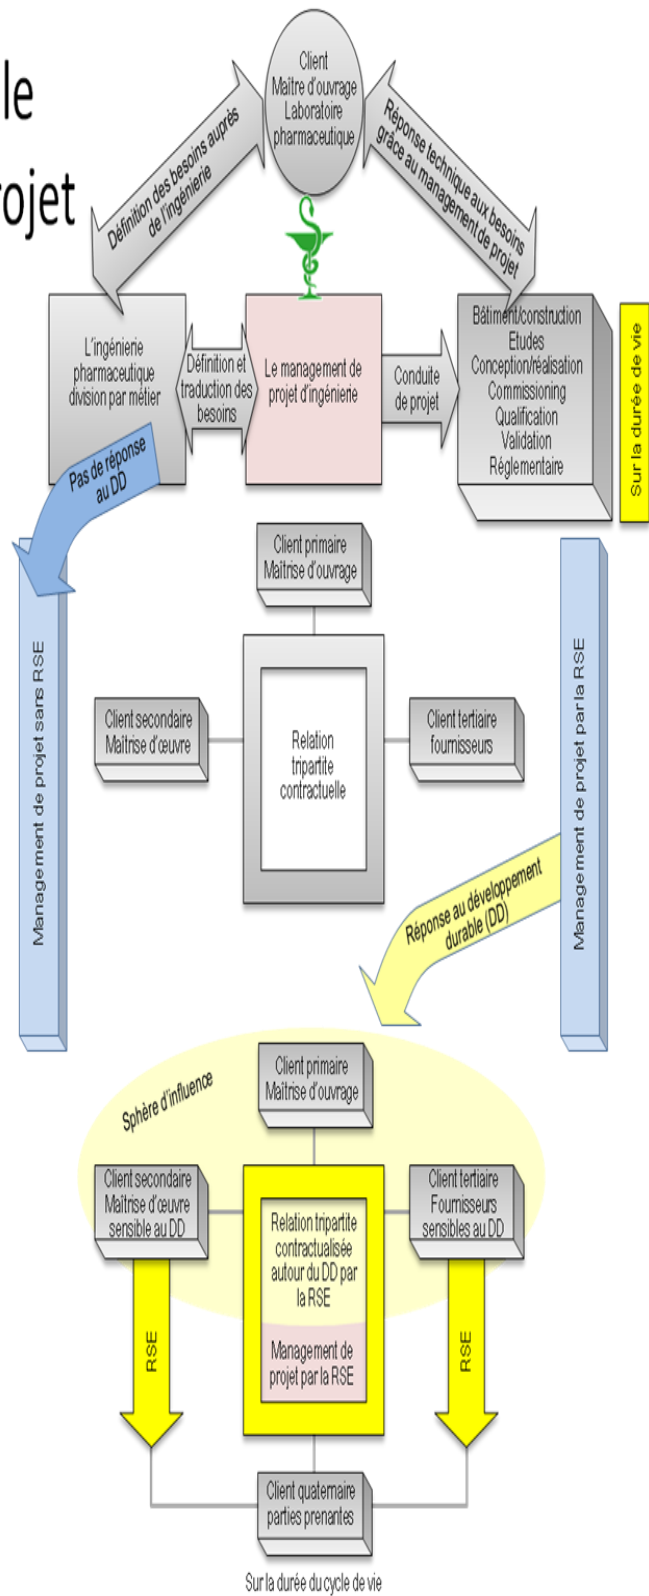 le
rojet
Client
Maître d'ouvrage
Laboratoire
pharmaceutique
Définition des besoins auprès
de l'ingénierie
Réponse technique aux besoins
grâce au management de projet
L'ingénierie
pharmaceutique
division par métier
Définition et
traduction des
besoins
Le management de
projet d'ingénierie
Conduite
de projet
Bâtiment/construction
Etudes
Conception/réalisation
Commissioning
Qualification
Validation
Réglementaire
Sur la durée de vie
Pas de réponse
au DD
Management de projet sans RSE
Client primaire
Maîtrise d'ouvrage
Client secondaire
Maîtrise d'œuvre
Relation
tripartite
contractuelle
Client tertiaire
fournisseurs
Management de projet par la RSE
Réponse au développement
durable (DD)
Sphère d'influence
Client primaire
Maîtrise d'ouvrage
Client secondaire
Maîtrise d'œuvre
sensible au DD
Relation tripartite
contractualisée
autour du DD par
la RSE
Management de
projet par la RSE
Client tertiaire
Fournisseurs
sensibles au DD
RSE
RSE
Client quaternaire
parties prenantes
Sur la durée du cycle de vie